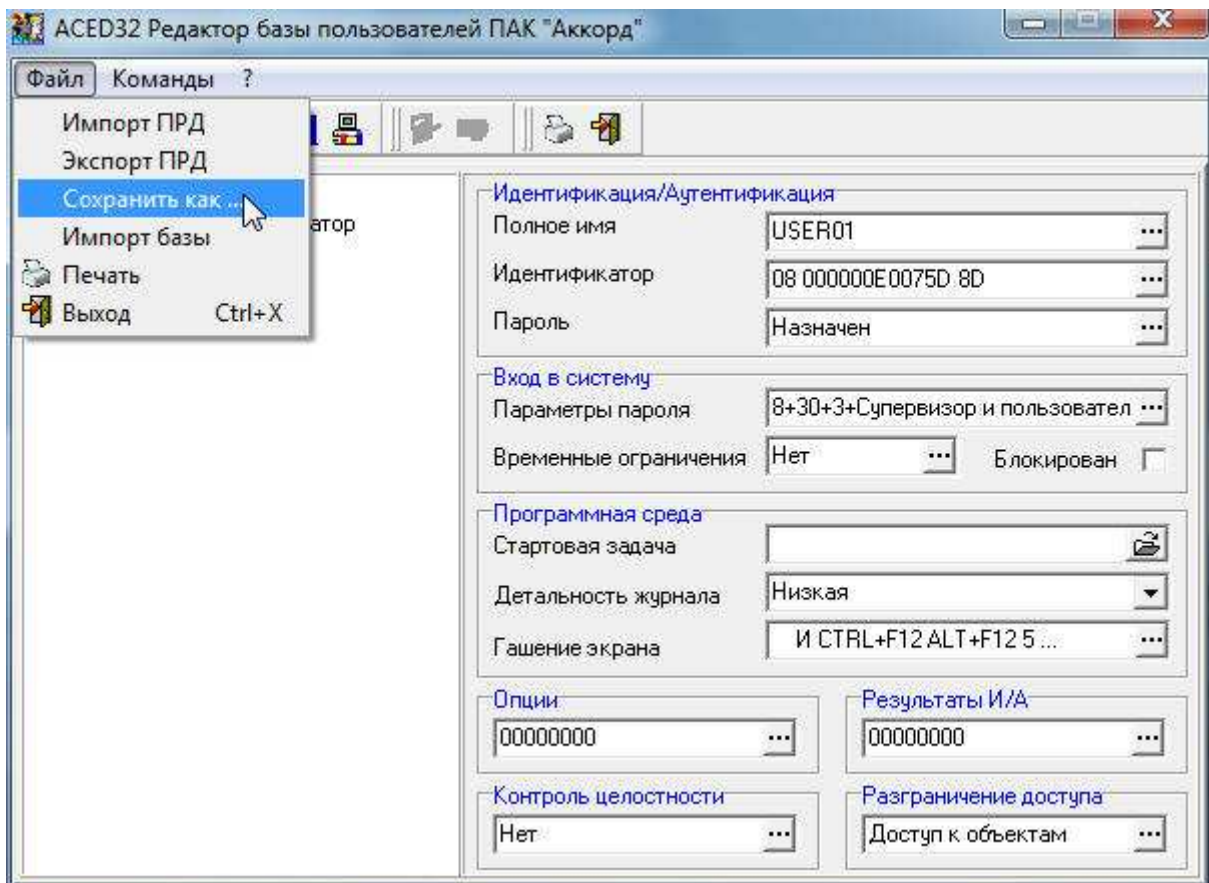 ACED32 Редактор базы пользователей ПАК "Аккорд"
Файл Команды ?
Импорт ПРД
Экспорт ПРД
Сохранить как ...
Импорт базы
Печать
Выход Ctrl+X
атор
Идентификация/Аутентификация
Полное имя USER01 ...
Идентификатор 08 000000E0075D 8D ...
Пароль Назначен ...
Вход в систему
Параметры пароля 8+30+3+Супервизор и пользовател ...
Временные ограничения Нет ... Блокирован
Программная среда
Стартовая задача
Детальность журнала Низкая
Гашение экрана И CTRL+F12 ALT+F12 5 ... ...
Опции Результаты И/А
00000000 ... 00000000 ...
Контроль целостности Разграничение доступа
Нет ... Доступ к объектам ...